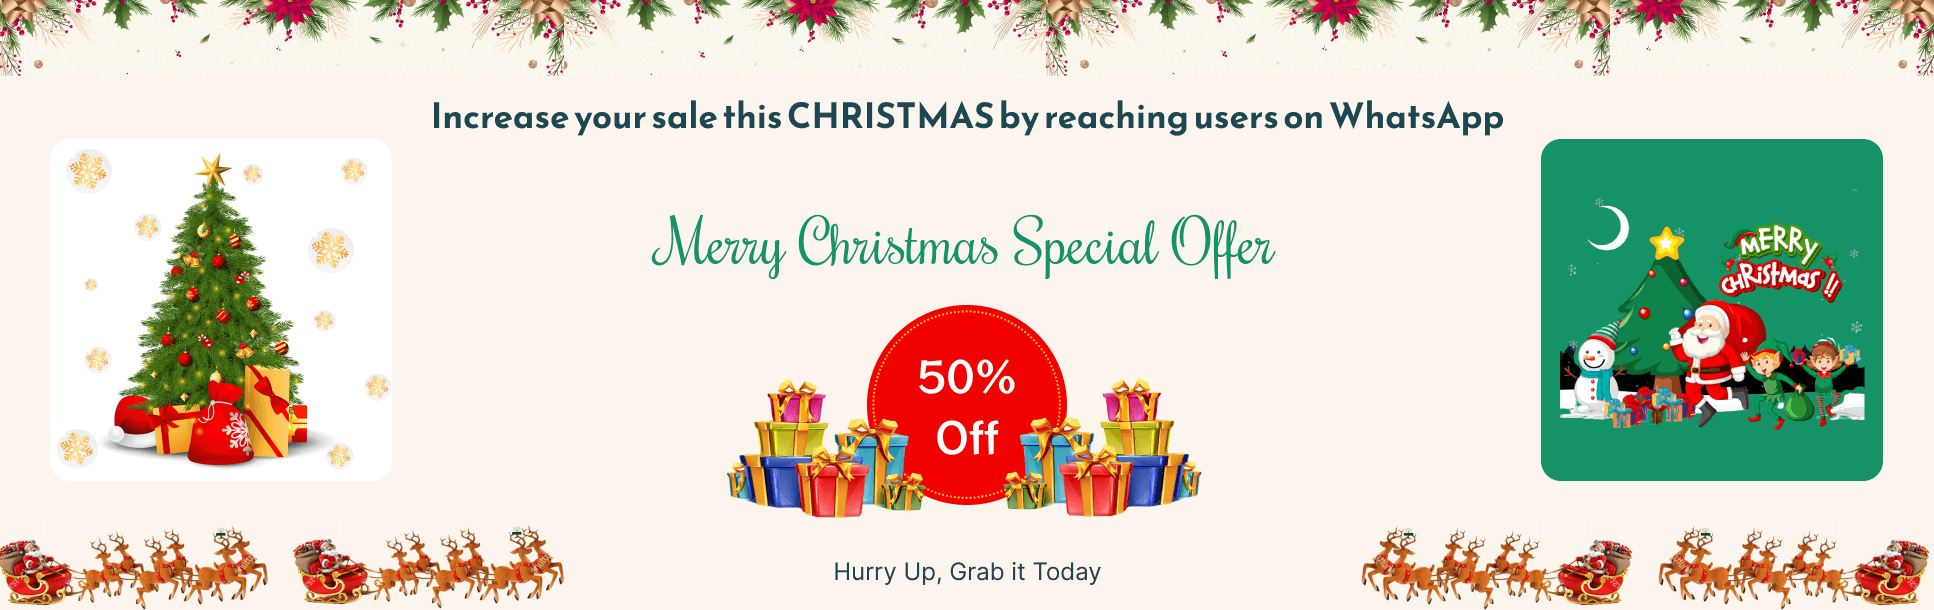 Increase your sale this CHRISTMAS by reaching users on WhatsApp
Merry Christmas Special Offer
MERRY
CHRiSTMAS !!
50%
Off
Hurry Up, Grab it Today